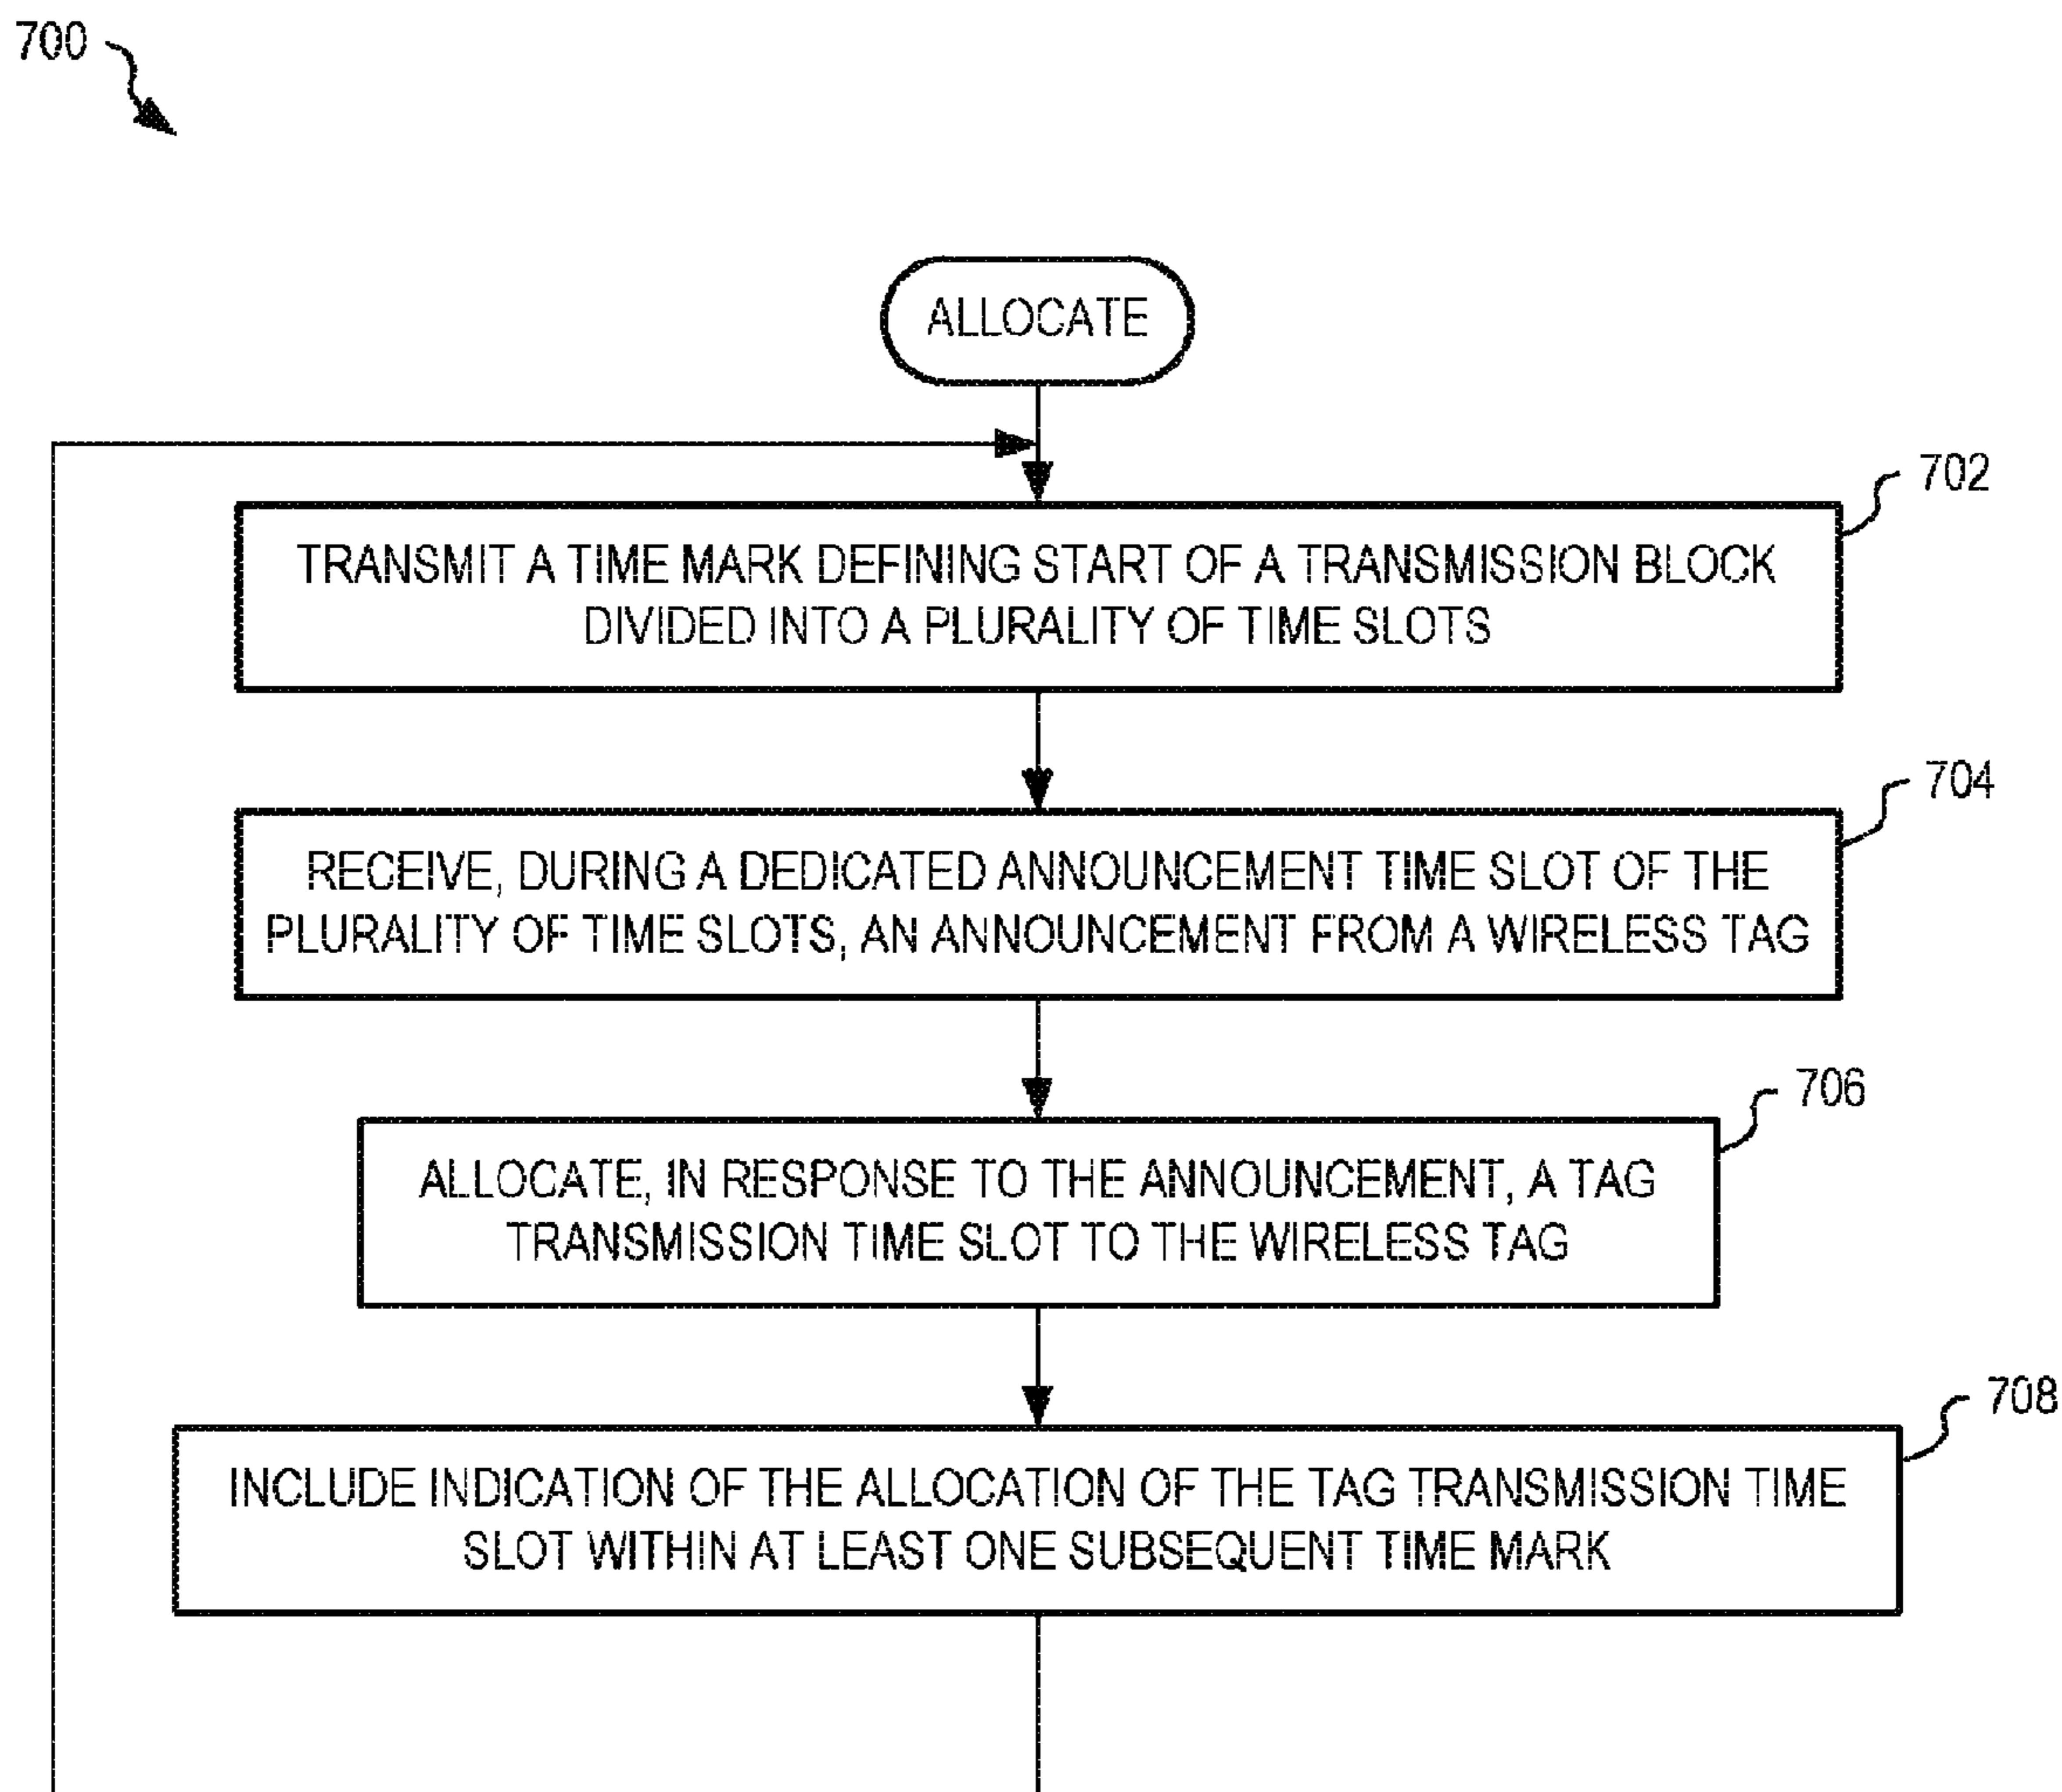 700
ALLOCATE
702
TRANSMIT A TIME MARK DEFINING START OF A TRANSMISSION BLOCK
DIVIDED INTO A PLURALITY OF TIME SLOTS
704
RECEIVE, DURING A DEDICATED ANNOUNCEMENT TIME SLOT OF THE
PLURALITY OF TIME SLOTS, AN ANNOUNCEMENT FROM A WIRELESS TAG
706
ALLOCATE, IN RESPONSE TO THE ANNOUNCEMENT, A TAG
TRANSMISSION TIME SLOT TO THE WIRELESS TAG
708
INCLUDE INDICATION OF THE ALLOCATION OF THE TAG TRANSMISSION TIME
SLOT WITHIN AT LEAST ONE SUBSEQUENT TIME MARK